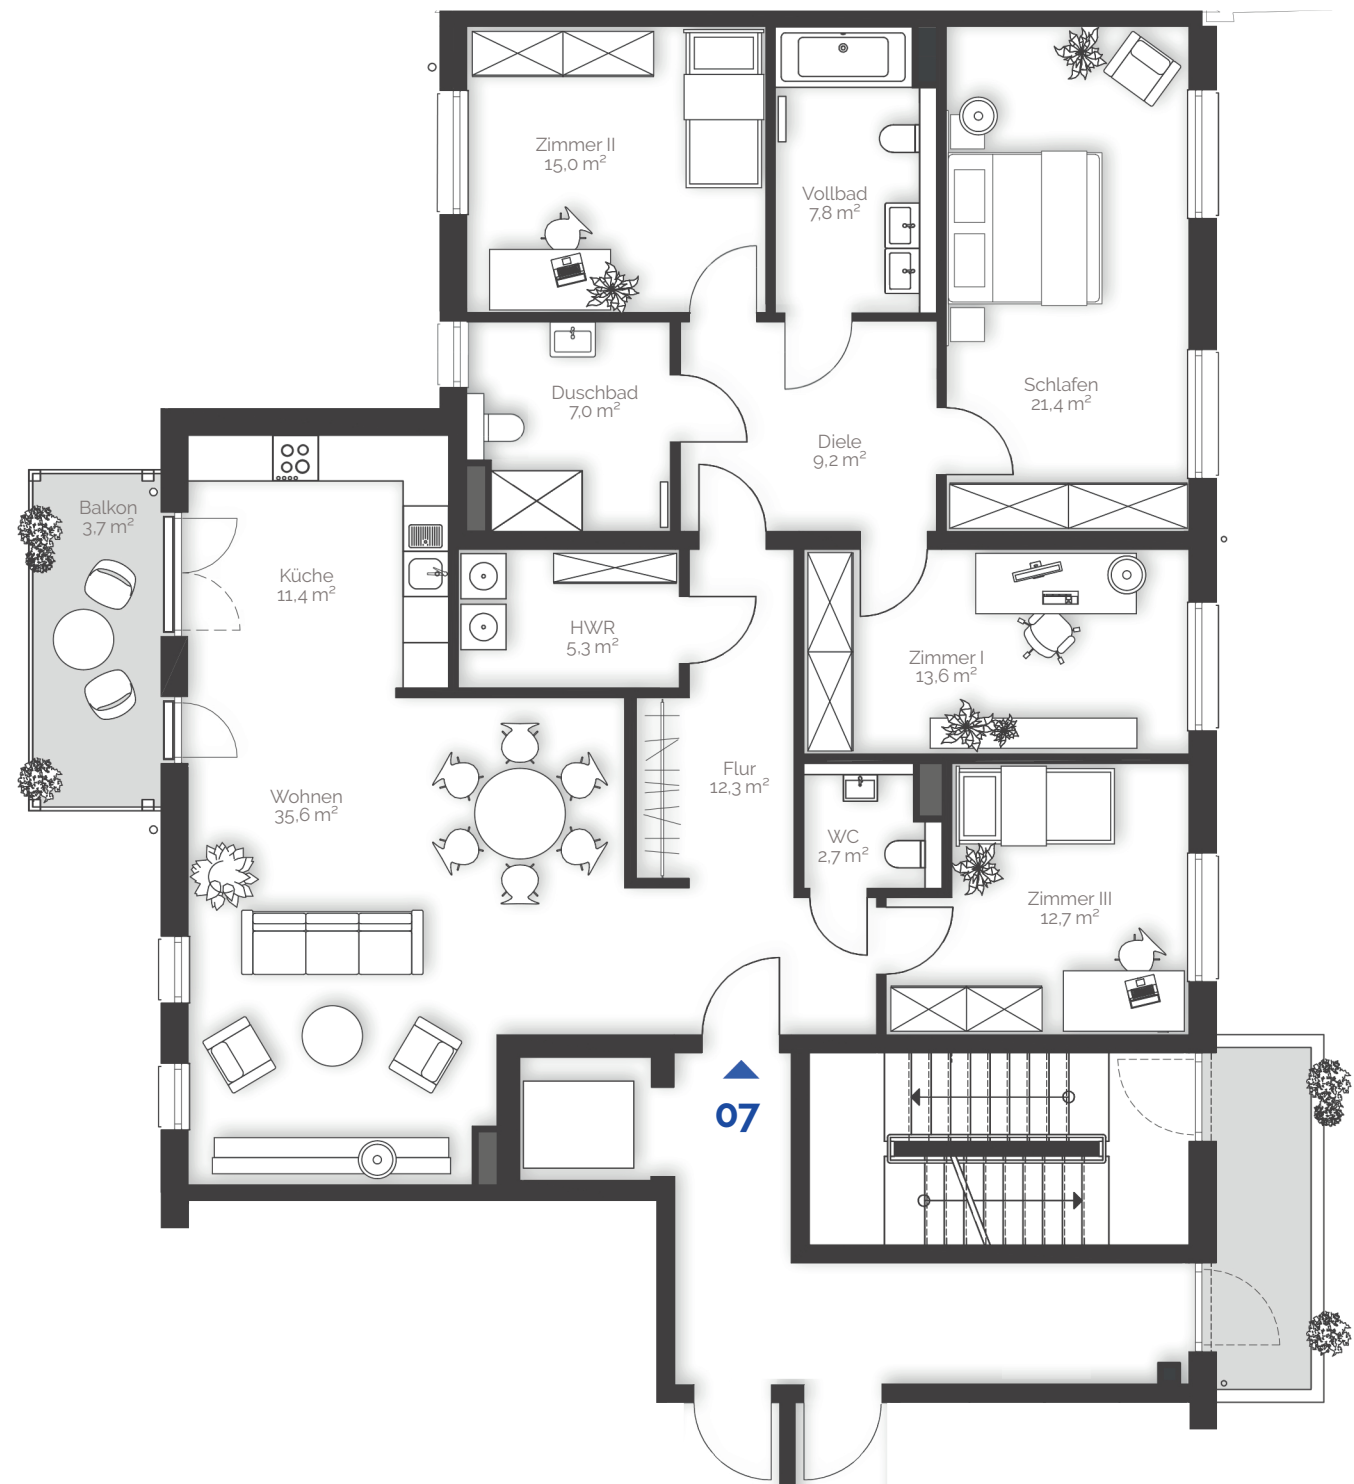 Zimmer II
15,0 m²
Vollbad
7,8 m²
Schlafen
21,4 m²
Duschbad
7,0 m²
Diele
9,2 m²
Balkon
3,7 m²
Küche
11,4 m²
HWR
5,3 m²
Zimmer I
13,6 m²
Wohnen
35,6 m²
Flur
12,3 m²
WC
2,7 m²
Zimmer III
12,7 m²
07